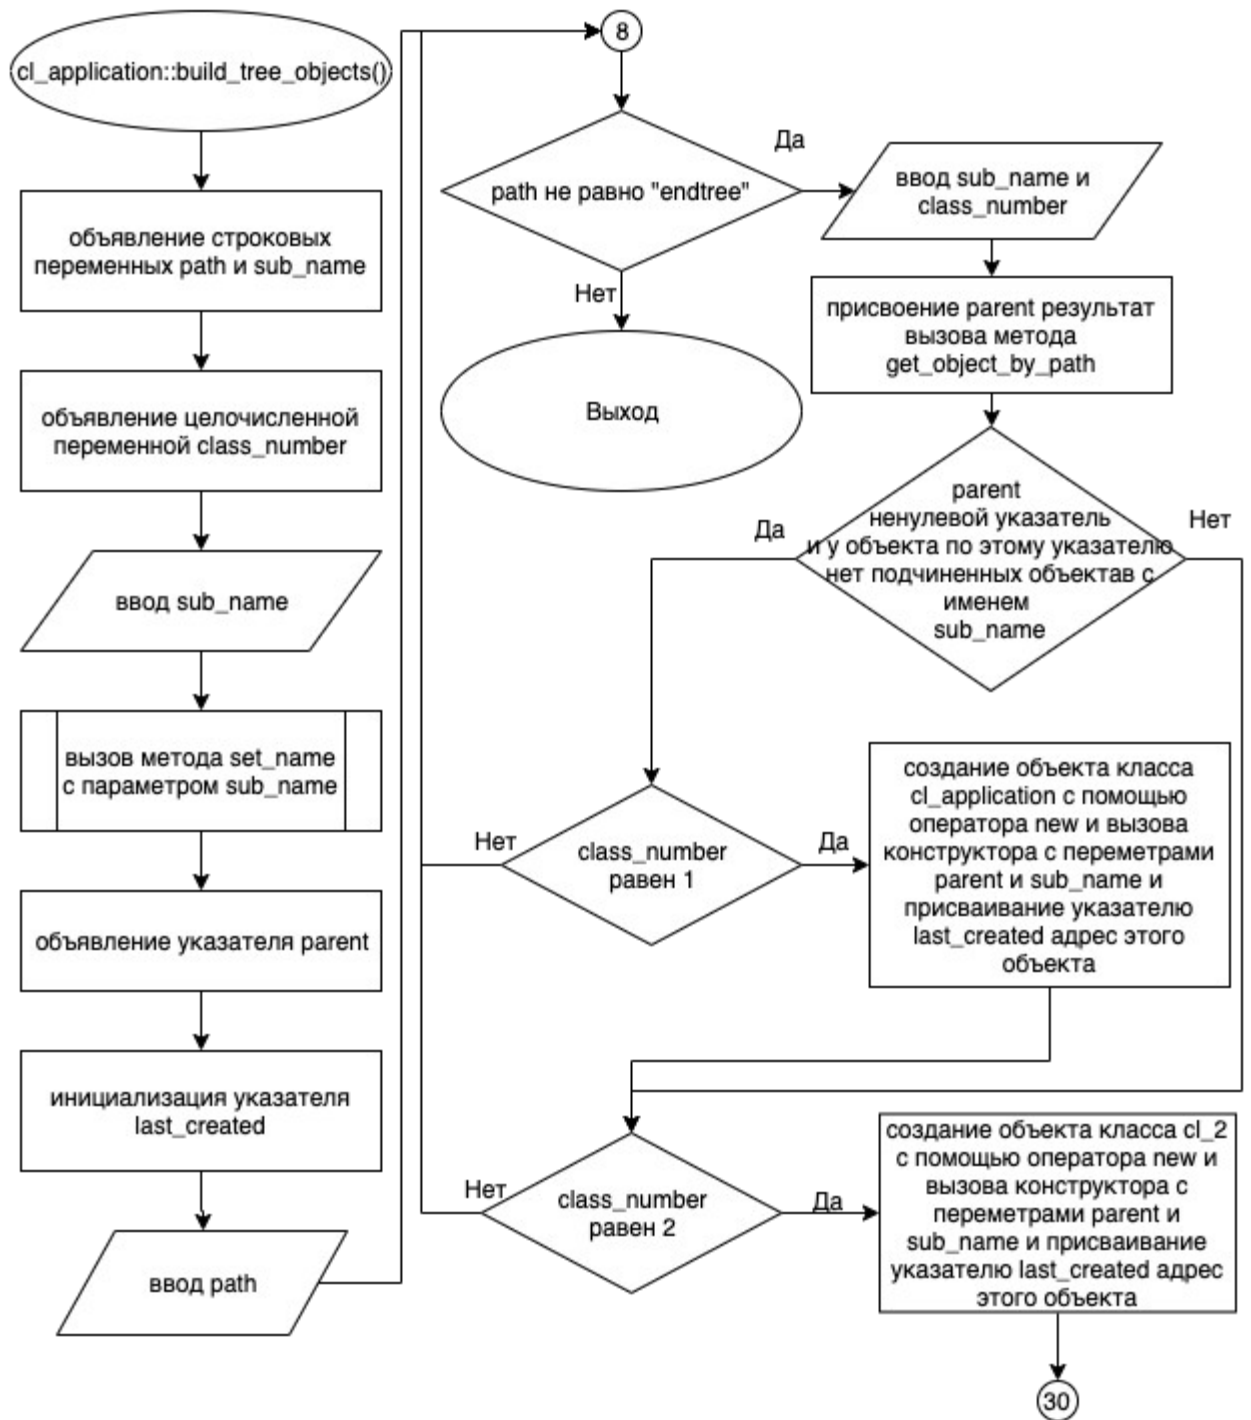 cl_application::build_tree_objects()
объявление строковых
переменных path и sub_name
объявление целочисленной
переменной class_number
ввод sub_name
вызов метода set_name
с параметром sub_name
объявление указателя parent
инициализация указателя
last_created
ввод path
8
path не равно "endtree"
Да
Нет
Выход
ввод sub_name и
class_number
присвоение parent результат
вызова метода
get_object_by_path
parent
ненулевой указатель
и у объекта по этому указателю
нет подчиненных объектав с
именем
sub_name
Да
Нет
class_number
равен 1
Нет
Да
создание объекта класса
cl_application с помощью
оператора new и вызова
конструктора с переметрами
parent и sub_name и
присваивание указателю
last_created адрес этого
объекта
class_number
равен 2
Нет
Да
создание объекта класса cl_2
с помощью оператора new и
вызова конструктора с
переметрами parent и
sub_name и присваивание
указателю last_created адрес
этого объекта
30